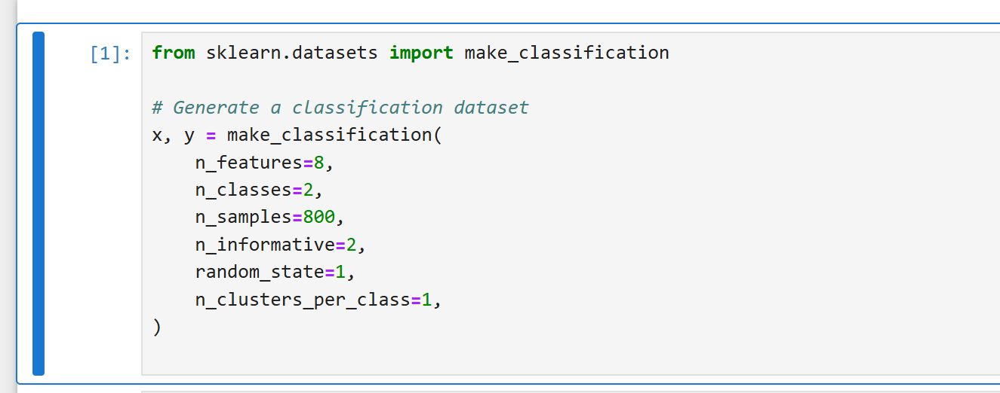 [1]: from sklearn.datasets import make_classification
# Generate a classification dataset
x, y = make_classification(
    n_features=8,
    n_classes=2,
    n_samples=800,
    n_informative=2,
    random_state=1,
    n_clusters_per_class=1,
)